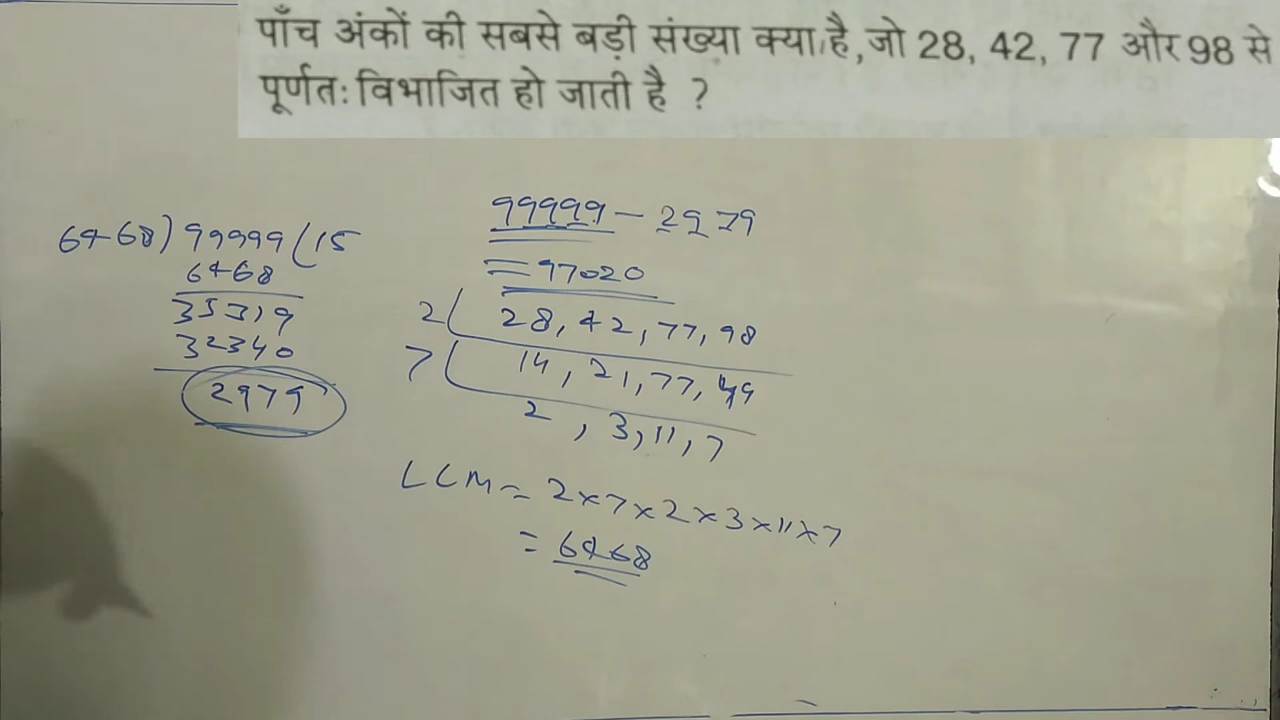 पाँच अंकों की सबसे बड़ी संख्या क्या है, जो 28, 42, 77 और 98 से
पूर्णतः विभाजित हो जाती है ?
6468) 99999 (15
6468
35319
32340
2979
99999 - 2979
= 97020
2( 28, 42, 77, 98
7( 14, 21, 77, 49
2, 3, 11, 7
LCM = 2×7×2×3×11×7
= 6468